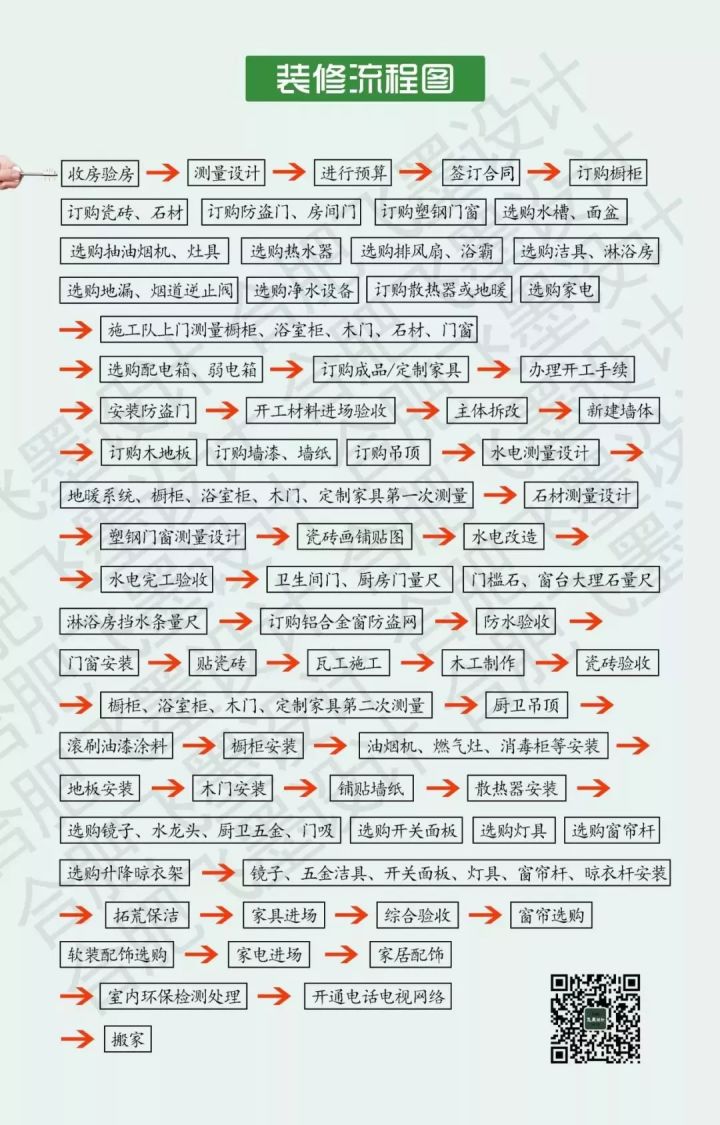 装修流程图
收房验房 测量设计 进行预算 签订合同 订购橱柜
订购瓷砖、石材 订购防盗门、房间门 订购塑钢门窗 选购水槽、面盆
选购抽油烟机、灶具 选购热水器 选购排风扇、浴霸 选购洁具、淋浴房
选购地漏、烟道逆止阀 选购净水设备 订购散热器或地暖 选购家电
施工队上门测量橱柜、浴室柜、木门、石材、门窗
选购配电箱、弱电箱 订购成品/定制家具 办理开工手续
安装防盗门 开工材料进场验收 主体拆改 新建墙体
订购木地板 订购墙漆、墙纸 订购吊顶 水电测量设计
地暖系统、橱柜、浴室柜、木门、定制家具第一次测量 石材测量设计
塑钢门窗测量设计 瓷砖画铺贴图 水电改造
水电完工验收 卫生间门、厨房门量尺 门槛石、窗台大理石量尺
淋浴房挡水条量尺 订购铝合金窗防盗网 防水验收
门窗安装 贴瓷砖 瓦工施工 木工制作 瓷砖验收
橱柜、浴室柜、木门、定制家具第二次测量 厨卫吊顶
滚刷油漆涂料 橱柜安装 油烟机、燃气灶、消毒柜等安装
地板安装 木门安装 铺贴墙纸 散热器安装
选购镜子、水龙头、厨卫五金、门吸 选购开关面板 选购灯具 选购窗帘杆
选购升降晾衣架 镜子、五金洁具、开关面板、灯具、窗帘杆、晾衣杆安装
拓荒保洁 家具进场 综合验收 窗帘选购
软装配饰选购 家电进场 家居配饰
室内环保检测处理 开通电话电视网络
搬家
合肥飞墨设计